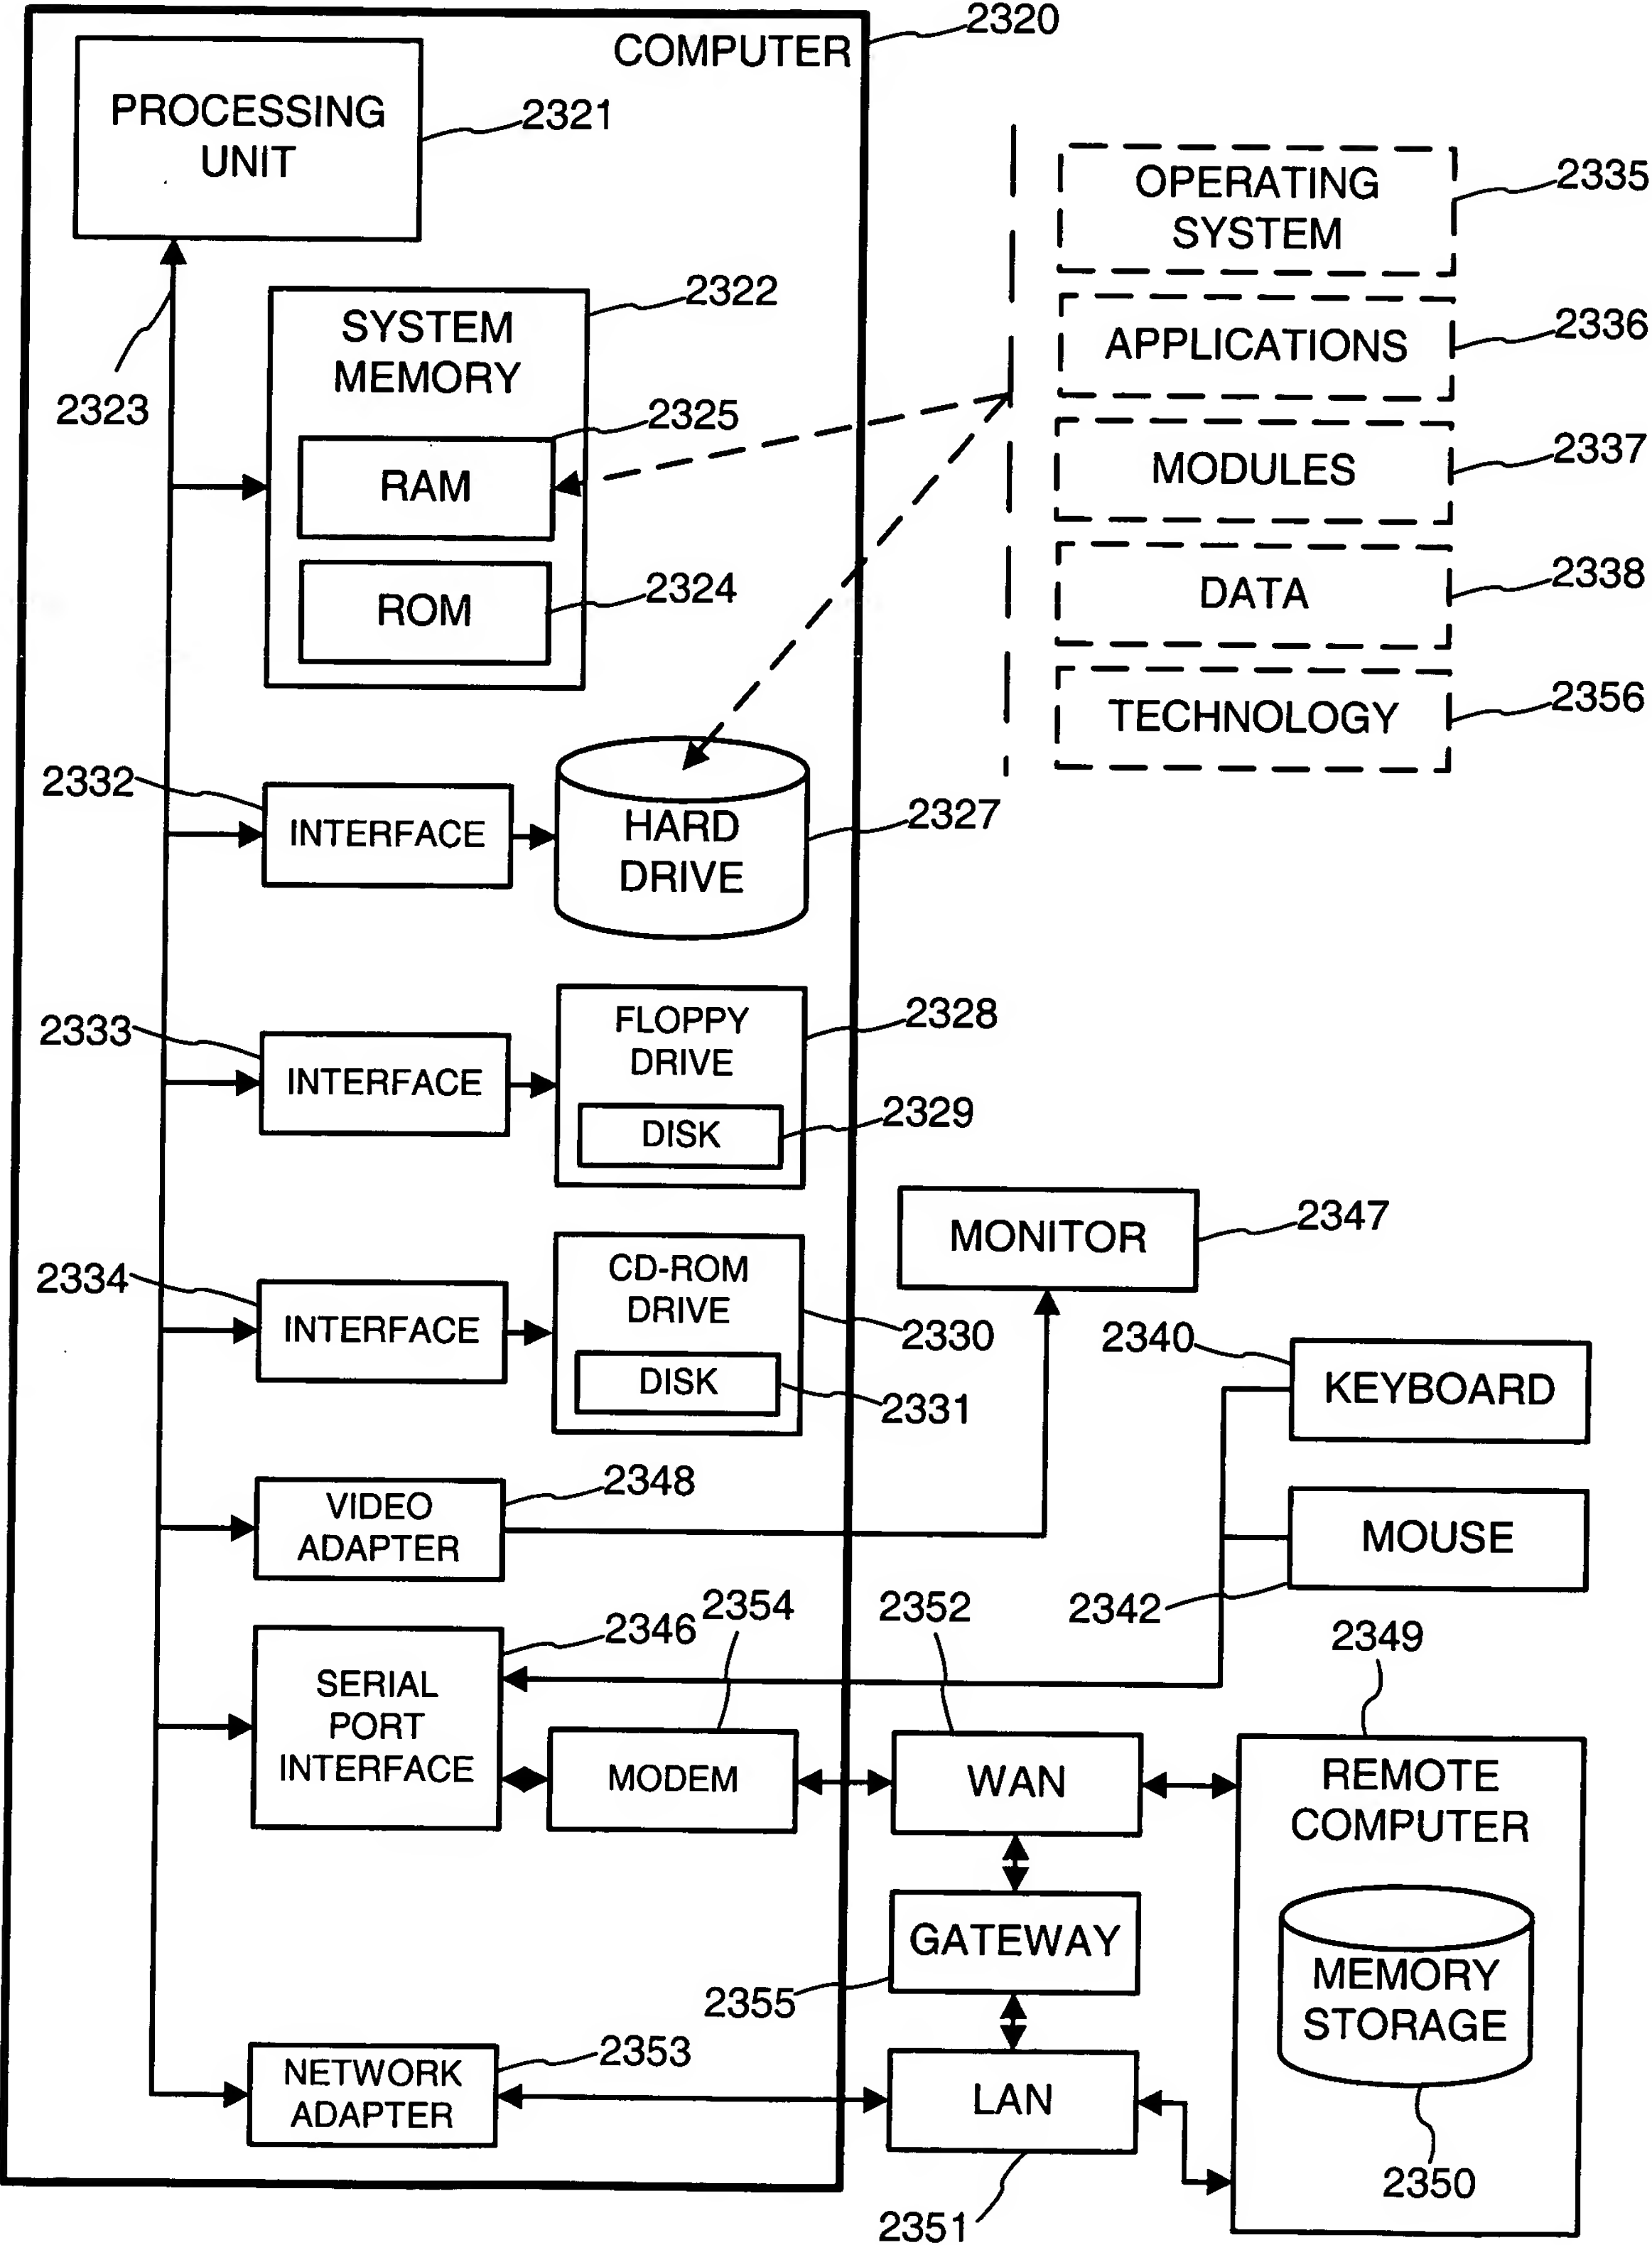 2320
COMPUTER
PROCESSING
UNIT
2321
OPERATING
SYSTEM
2335
2322
SYSTEM
MEMORY
2323
APPLICATIONS
2336
2325
RAM
MODULES
2337
2324
ROM
DATA
2338
TECHNOLOGY
2356
2332
INTERFACE
HARD
DRIVE
2327
2333
INTERFACE
FLOPPY
DRIVE
2328
DISK
2329
MONITOR
2347
2334
INTERFACE
CD-ROM
DRIVE
2330
DISK
2331
2340
KEYBOARD
2348
VIDEO
ADAPTER
MOUSE
2342
2354
2352
2346
2349
SERIAL
PORT
INTERFACE
MODEM
WAN
REMOTE
COMPUTER
GATEWAY
2355
MEMORY
STORAGE
2353
NETWORK
ADAPTER
LAN
2350
2351